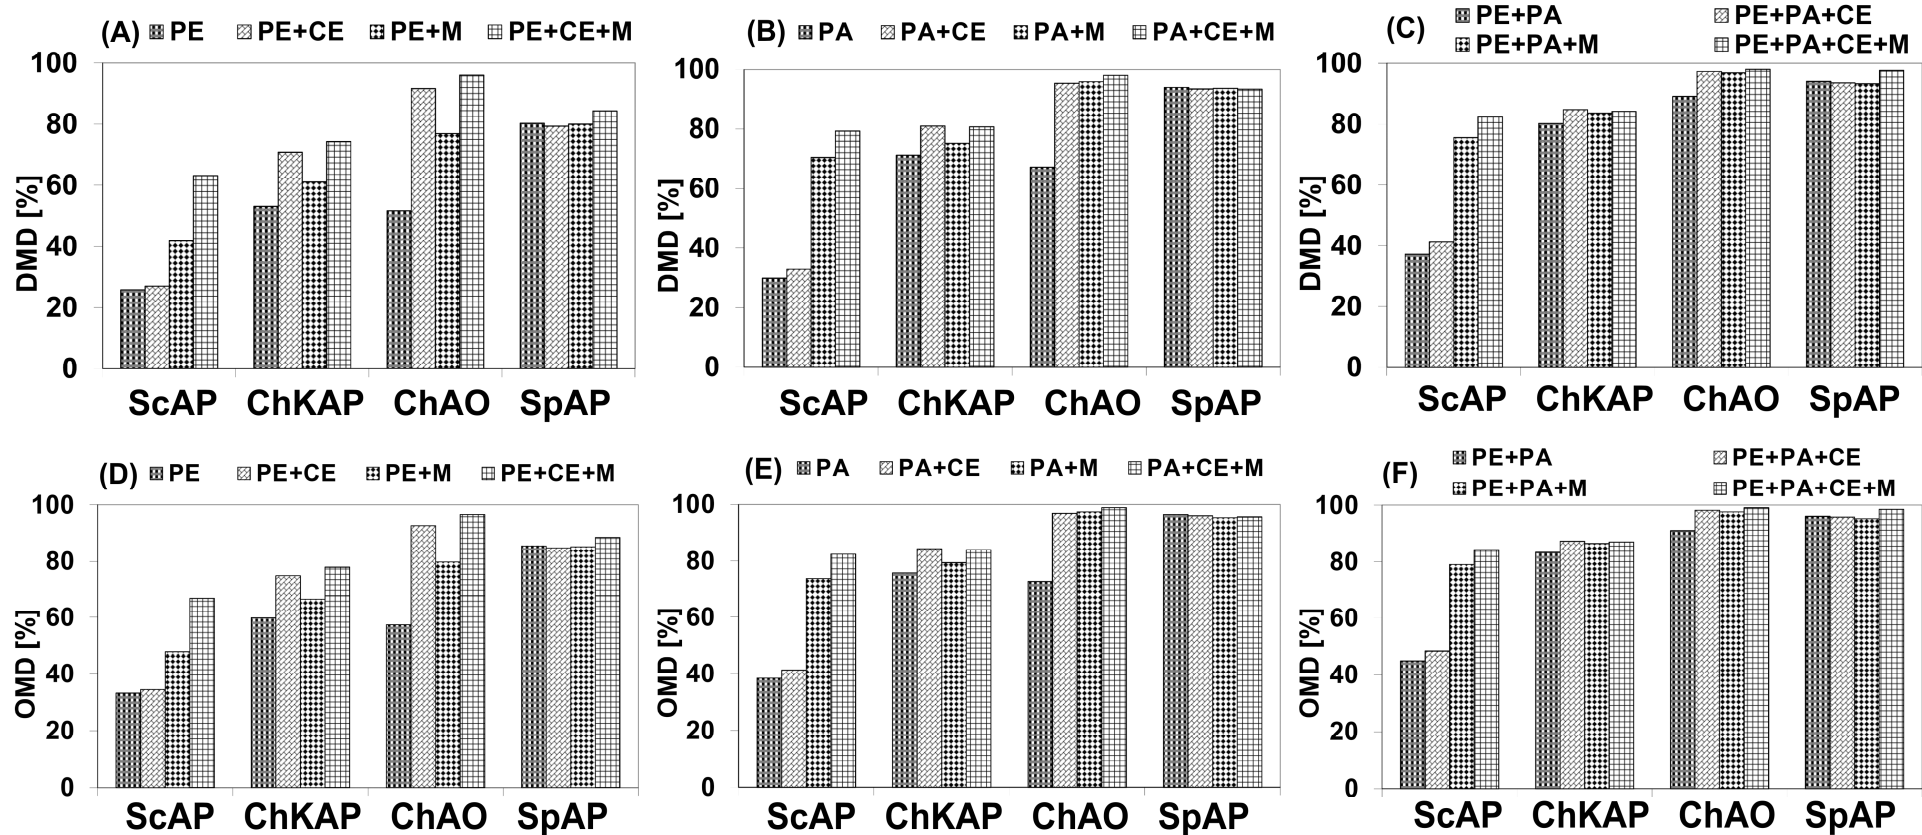 (A) PE PE+CE PE+M PE+CE+M
100
80
60
40
20
0
DMD [%]
ScAP ChKAP ChAO SpAP
(B) PA PA+CE PA+M PA+CE+M
100
80
60
40
20
0
DMD [%]
ScAP ChKAP ChAO SpAP
(C) PE+PA PE+PA+CE
PE+PA+M PE+PA+CE+M
100
80
60
40
20
0
DMD [%]
ScAP ChKAP ChAO SpAP
(D) PE PE+CE PE+M PE+CE+M
100
80
60
40
20
0
OMD [%]
ScAP ChKAP ChAO SpAP
(E) PA PA+CE PA+M PA+CE+M
100
80
60
40
20
0
OMD [%]
ScAP ChKAP ChAO SpAP
(F) PE+PA PE+PA+CE
PE+PA+M PE+PA+CE+M
100
80
60
40
20
0
OMD [%]
ScAP ChKAP ChAO SpAP